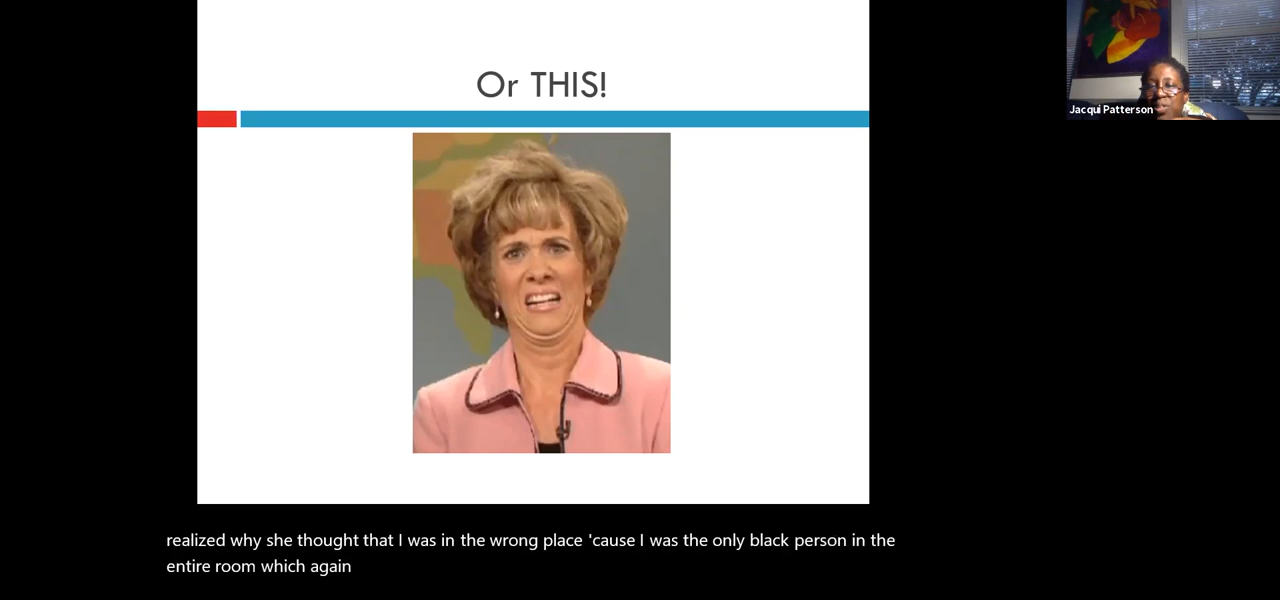 Or THIS!
Jacqui Patterson
realized why she thought that I was in the wrong place 'cause I was the only black person in the
entire room which again